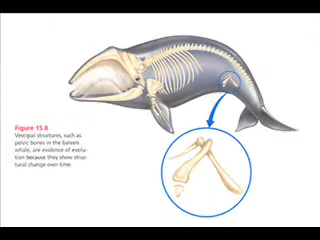 Figure 15.8
Vestigial structures, such as
pelvic bones in the baleen
whale, are evidence of evolu-
tion because they show struc-
tural change over time.